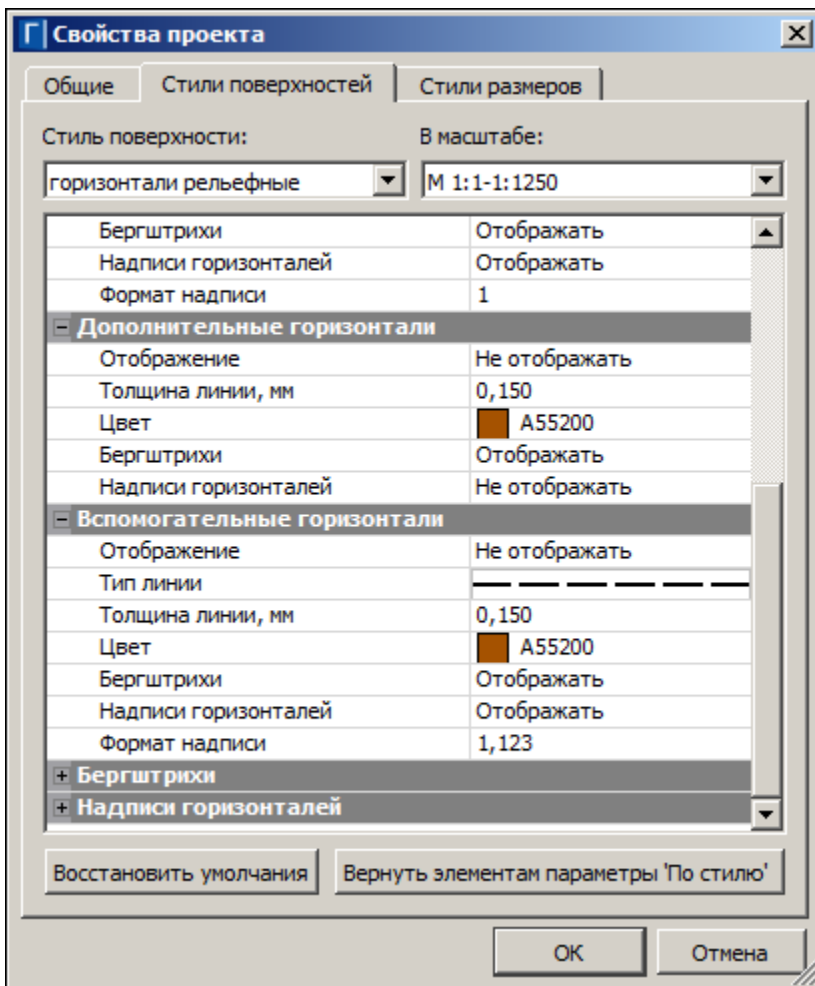 Г Свойства проекта
Общие Стили поверхностей Стили размеров
Стиль поверхности: В масштабе:
горизонтали рельефные М 1:1-1:1250
Бергштрихи Отображать
Надписи горизонталей Отображать
Формат надписи 1
Дополнительные горизонтали
Отображение Не отображать
Толщина линии, мм 0,150
Цвет A55200
Бергштрихи Отображать
Надписи горизонталей Не отображать
Вспомогательные горизонтали
Отображение Не отображать
Тип линии
Толщина линии, мм 0,150
Цвет A55200
Бергштрихи Отображать
Надписи горизонталей Отображать
Формат надписи 1,123
Бергштрихи
Надписи горизонталей
Восстановить умолчания Вернуть элементам параметры 'По стилю'
OK Отмена